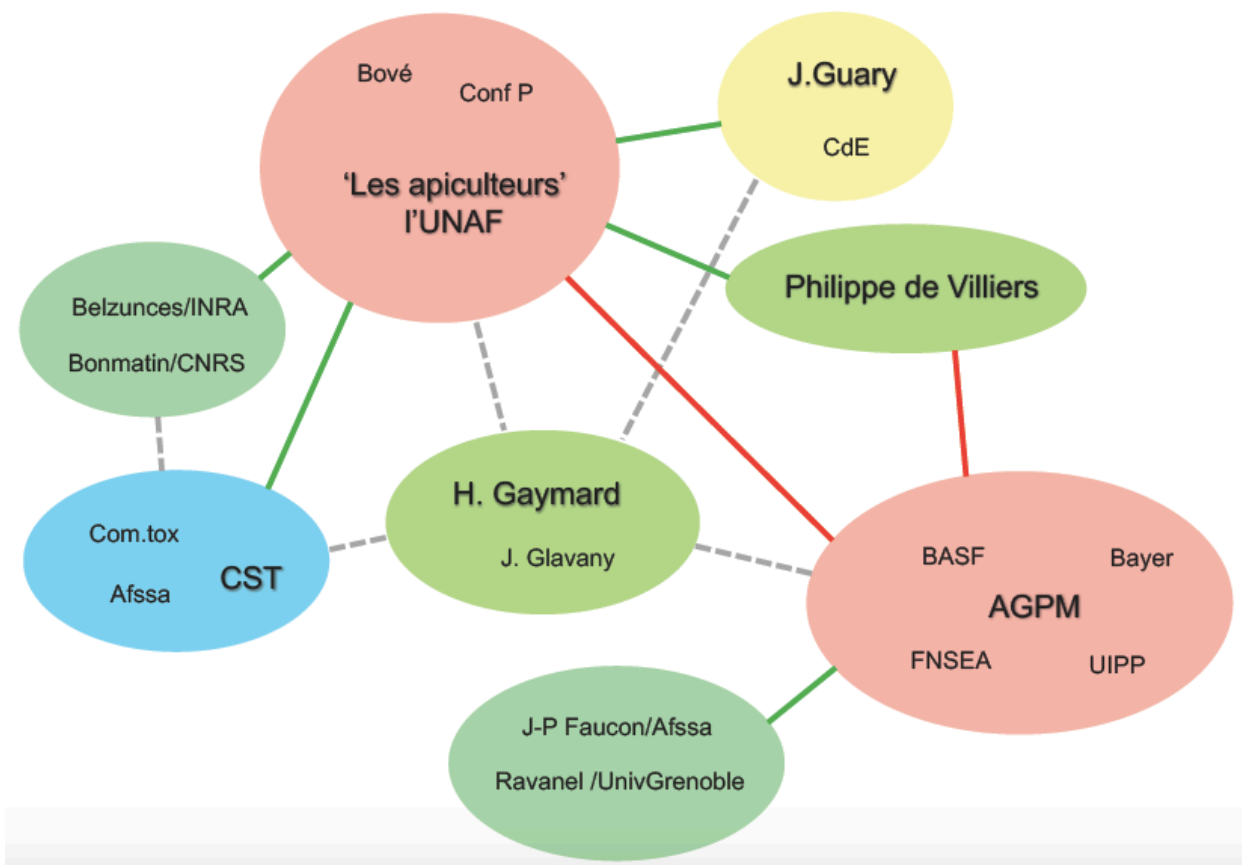 Bové
Conf P
‘Les apiculteurs’
l’UNAF
J.Guary
CdE
Philippe de Villiers
Belzunces/INRA
Bonmatin/CNRS
H. Gaymard
J. Glavany
Com.tox
CST
Afssa
BASF
Bayer
AGPM
FNSEA
UIPP
J-P Faucon/Afssa
Ravanel /UnivGrenoble